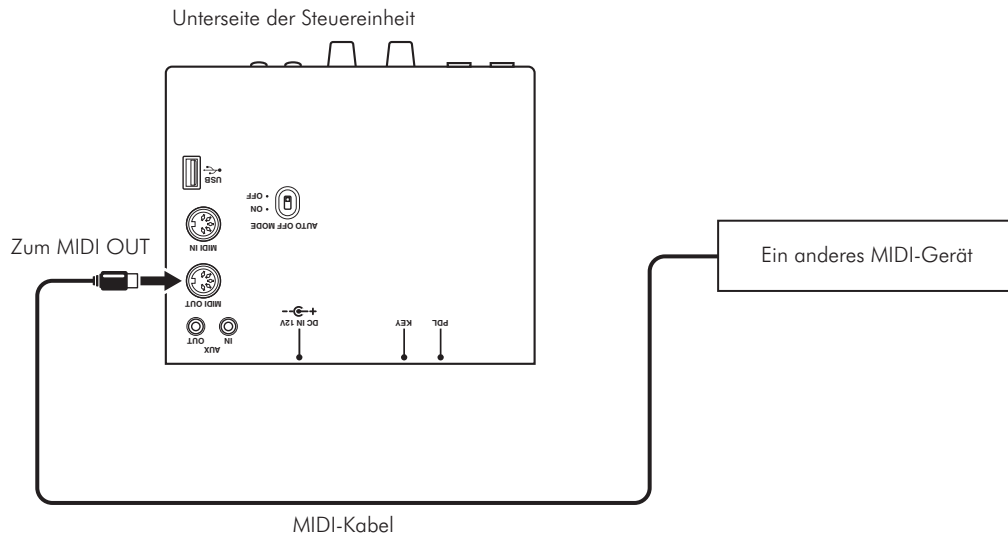 Unterseite der Steuereinheit
USB
OFF •
ON •
AUTO OFF MODE
MIDI IN
Zum MIDI OUT
MIDI OUT
Ein anderes MIDI-Gerät
DC IN 12V
KEY
PDL
OUT
IN
AUX
MIDI-Kabel